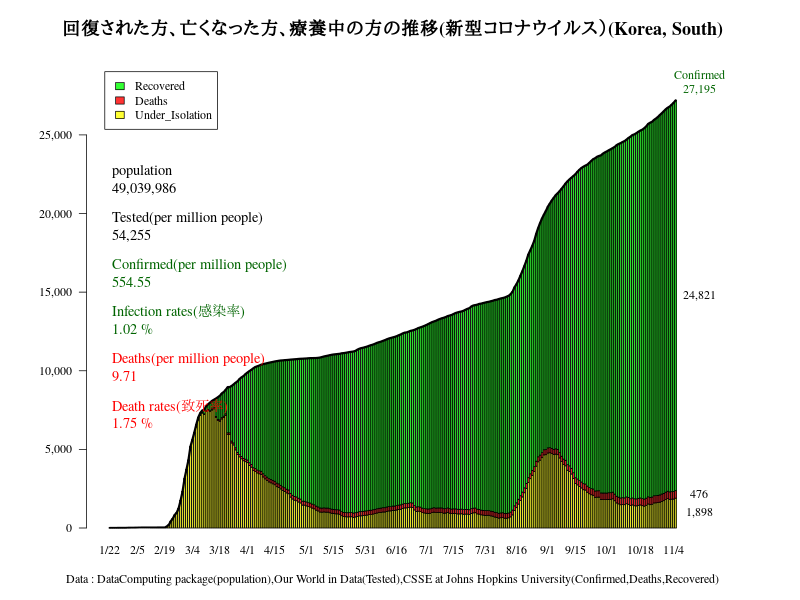 回復された方、亡くなった方、療養中の方の推移(新型コロナウイルス）(Korea, South)
Confirmed
27,195
Recovered
Deaths
Under_Isolation
25,000
20,000
15,000
10,000
5,000
0
population
49,039,986
Tested(per million people)
54,255
Confirmed(per million people)
554.55
Infection rates(感染率)
1.02 %
Deaths(per million people)
9.71
Death rates(致死率)
1.75 %
24,821
476
1,898
1/22 2/5 2/19 3/4 3/18 4/1 4/15 5/1 5/15 5/31 6/16 7/1 7/15 7/31 8/16 9/1 9/15 10/1 10/18 11/4
Data : DataComputing package(population),Our World in Data(Tested),CSSE at Johns Hopkins University(Confirmed,Deaths,Recovered)